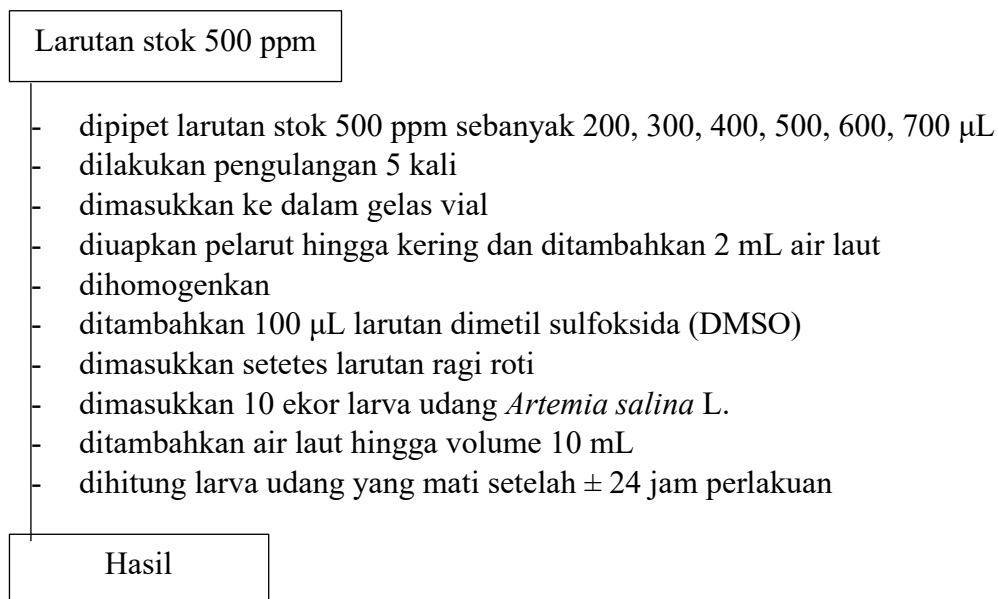 Larutan stok 500 ppm
- dipipet larutan stok 500 ppm sebanyak 200, 300, 400, 500, 600, 700 μL
- dilakukan pengulangan 5 kali
- dimasukkan ke dalam gelas vial
- diuapkan pelarut hingga kering dan ditambahkan 2 mL air laut
- dihomogenkan
- ditambahkan 100 μL larutan dimetil sulfoksida (DMSO)
- dimasukkan setetes larutan ragi roti
- dimasukkan 10 ekor larva udang Artemia salina L.
- ditambahkan air laut hingga volume 10 mL
- dihitung larva udang yang mati setelah ± 24 jam perlakuan
Hasil